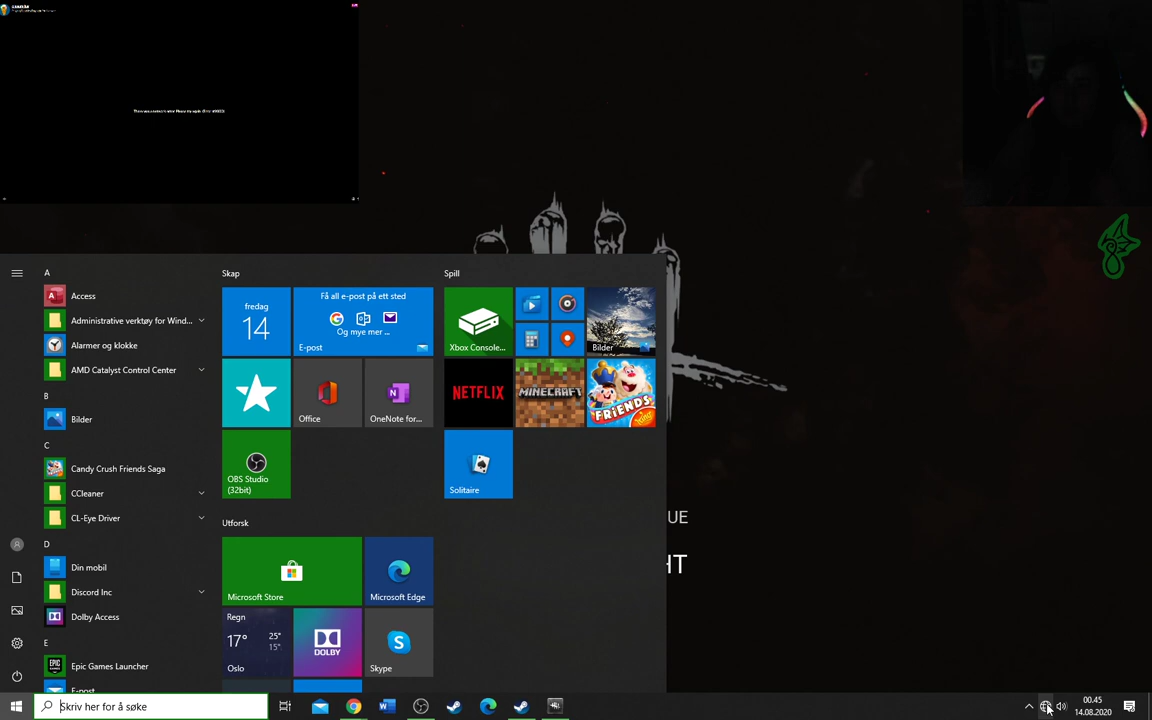 Skap
Spill
A
Access
Administrative verktøy for Wind...
Alarmer og klokke
AMD Catalyst Control Center
B
Bilder
C
Candy Crush Friends Saga
CCleaner
CL-Eye Driver
D
Din mobil
Discord Inc
Dolby Access
E
Epic Games Launcher
E-post
fredag
14
Få all e-post på ett sted
Og mye mer ...
E-post
Office
OneNote for...
OBS Studio
(32bit)
Utforsk
Microsoft Store
Microsoft Edge
Regn
17°
25°
15°
Oslo
DOLBY
Skype
Xbox Console...
Bilder
NETFLIX
MINECRAFT
FRIENDS
King
Solitaire
UE
HT
Skriv her for å søke
00.45
14.08.2020